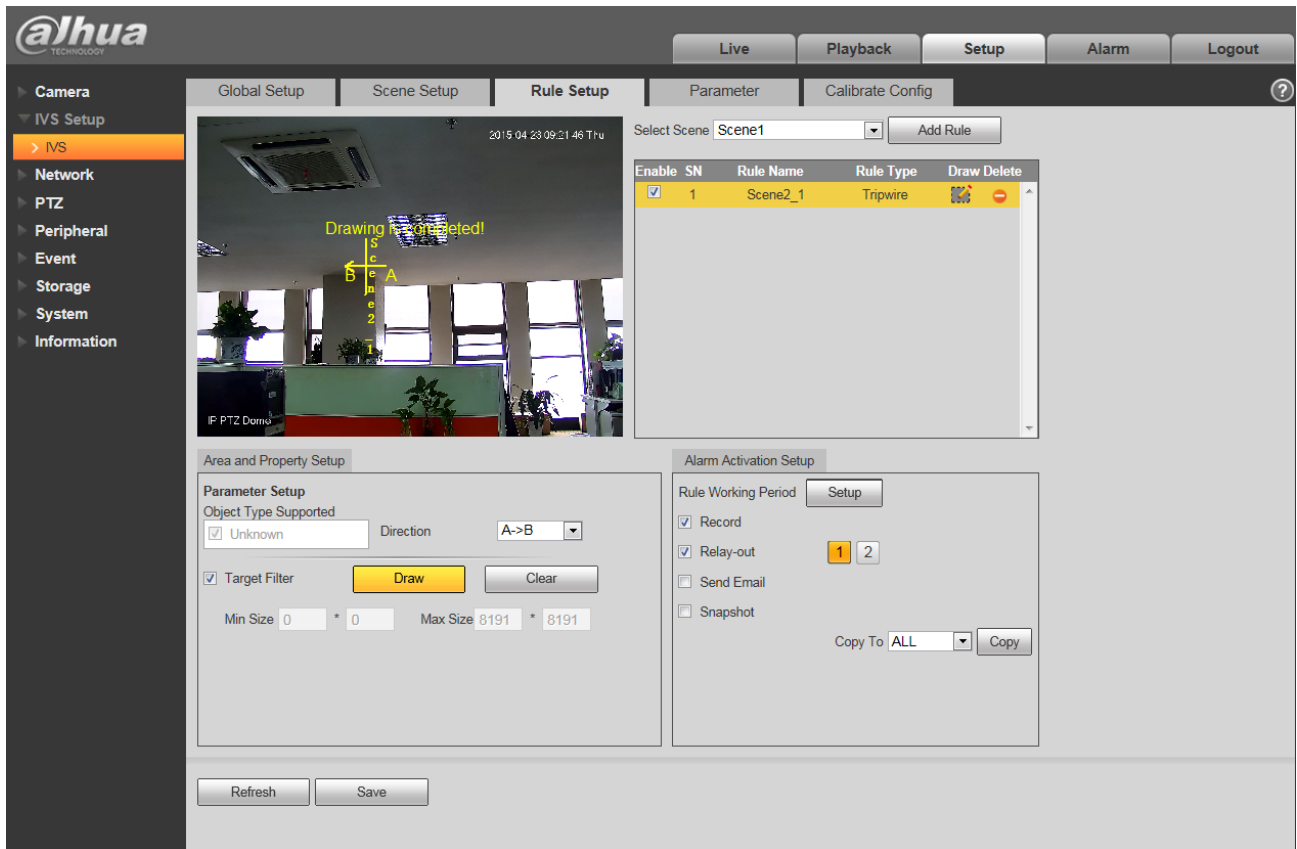 alhua
TECHNOLOGY
Live Playback Setup Alarm Logout
Camera
IVS Setup
IVS
Network
PTZ
Peripheral
Event
Storage
System
Information
Global Setup Scene Setup Rule Setup Parameter Calibrate Config ?
2015-04-23 09:21:46 Thu
Drawing is completed!
B A
Scene2_1
IP PTZ Dome
Select Scene Scene1 Add Rule
Enable SN Rule Name Rule Type Draw Delete
1 Scene2_1 Tripwire
Area and Property Setup
Parameter Setup
Object Type Supported
Unknown Direction A->B
Target Filter Draw Clear
Min Size 0 * 0 Max Size 8191 * 8191
Alarm Activation Setup
Rule Working Period Setup
Record
Relay-out 1 2
Send Email
Snapshot
Copy To ALL Copy
Refresh Save